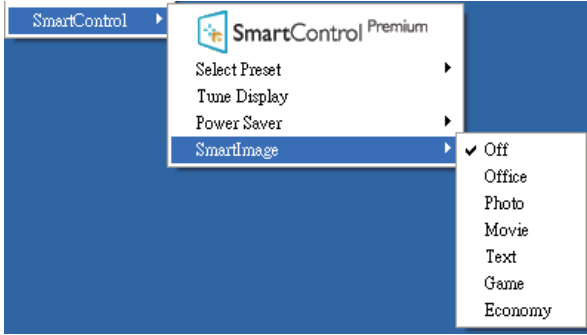 SmartControl
SmartControl Premium
Select Preset
Tune Display
Power Saver
SmartImage
Off
Office
Photo
Movie
Text
Game
Economy